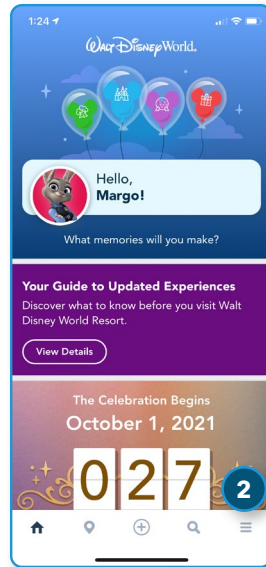 1:24
Walt Disney World.
Hello,
Margo!
What memories will you make?
Your Guide to Updated Experiences
Discover what to know before you visit Walt
Disney World Resort.
View Details
The Celebration Begins
October 1, 2021
027
2